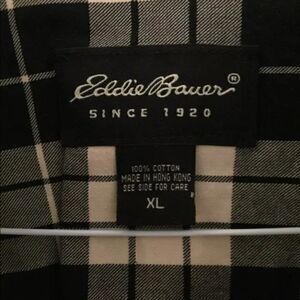 Eddie Bauer®
SINCE 1920
100% COTTON
MADE IN HONG KONG
SEE SIDE FOR CARE
XL